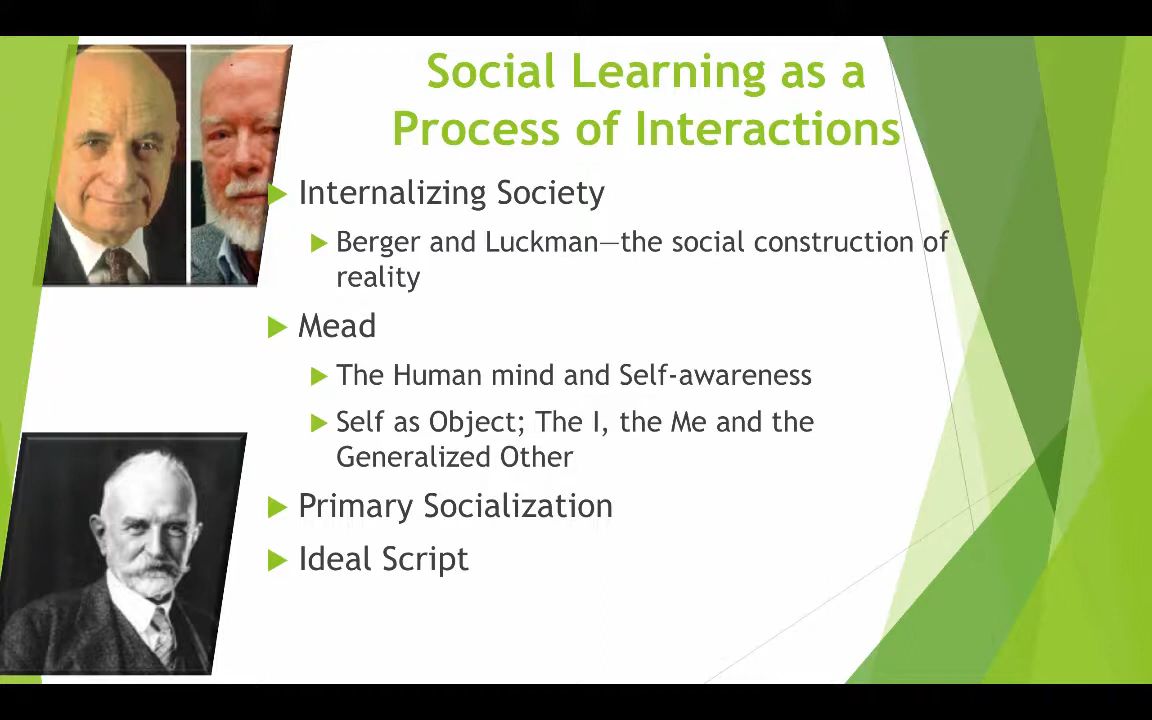 Social Learning as a
Process of Interactions
Internalizing Society
Berger and Luckman—the social construction of
reality
Mead
The Human mind and Self-awareness
Self as Object; The I, the Me and the
Generalized Other
Primary Socialization
Ideal Script